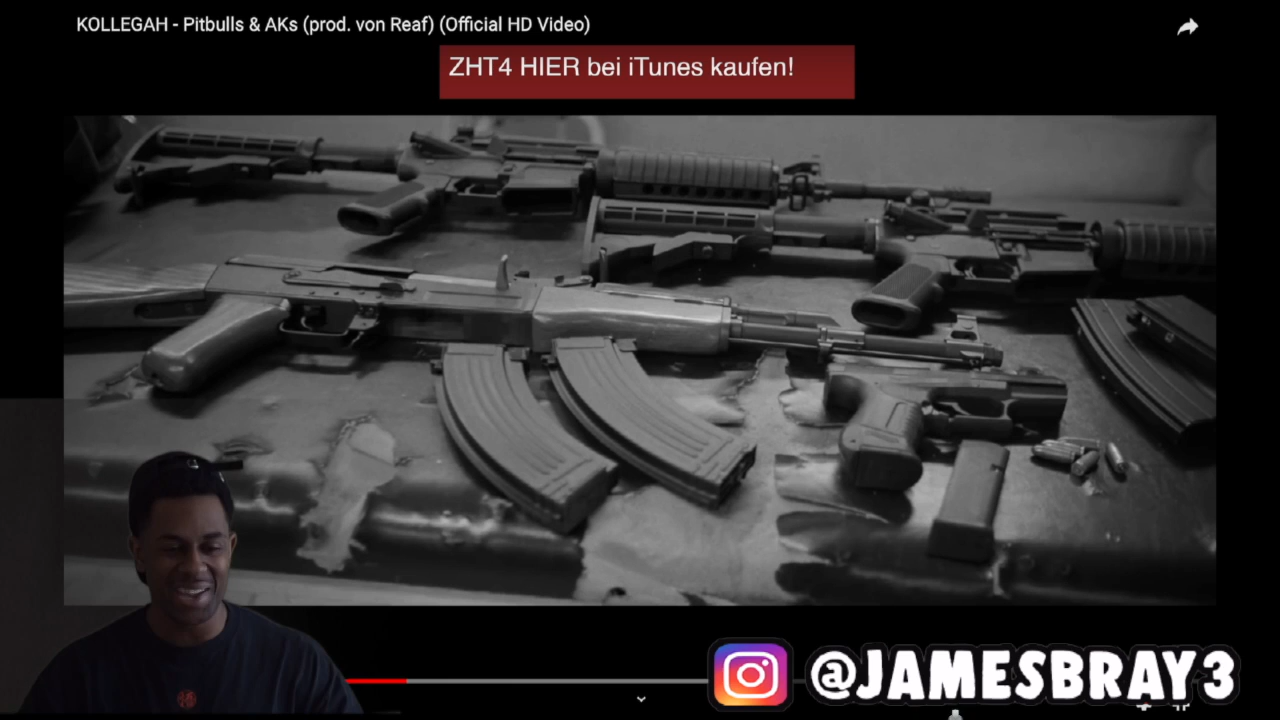 KOLLEGAH - Pitbulls & AKs (prod. von Reaf) (Official HD Video)
ZHT4 HIER bei iTunes kaufen!
@JAMESBRAY3